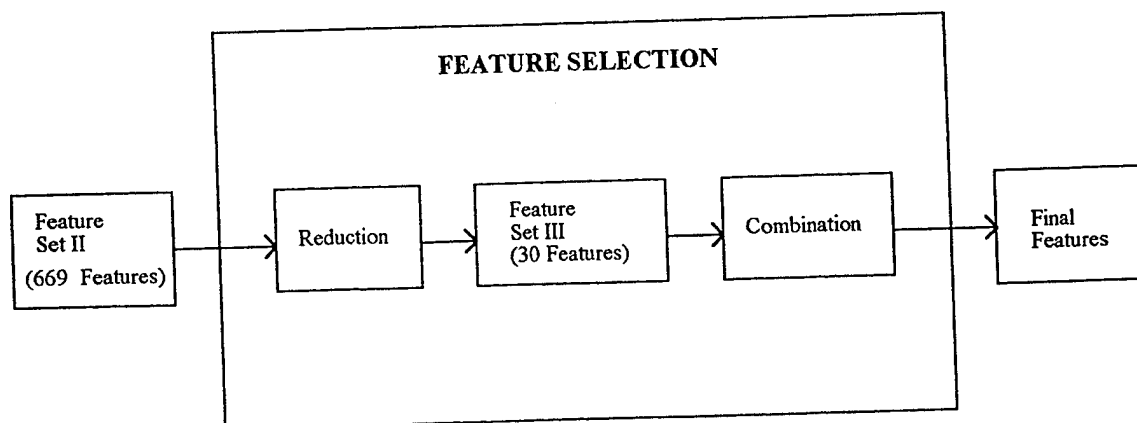 FEATURE SELECTION
Feature
Set II
(669 Features)
Reduction
Feature
Set III
(30 Features)
Combination
Final
Features